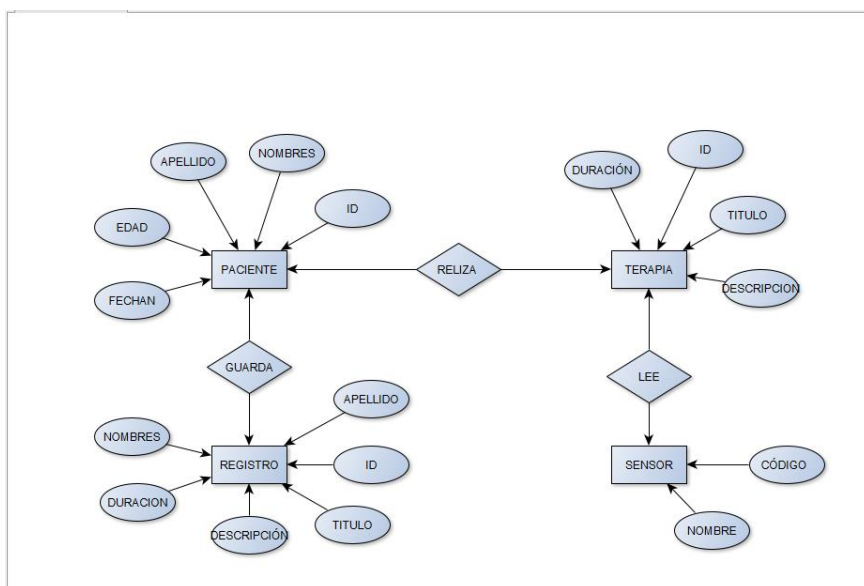 APELLIDO
NOMBRES
ID
EDAD
PACIENTE
FECHAN
RELIZA
DURACIÓN
ID
TITULO
TERAPIA
DESCRIPCION
GUARDA
LEE
NOMBRES
APELLIDO
REGISTRO
ID
DURACION
DESCRIPCIÓN
TITULO
SENSOR
CÓDIGO
NOMBRE